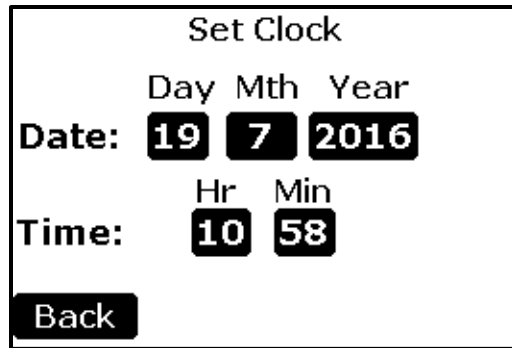 Set Clock
Day Mth Year
Date: 19 7 2016
Hr Min
Time: 10 58
Back